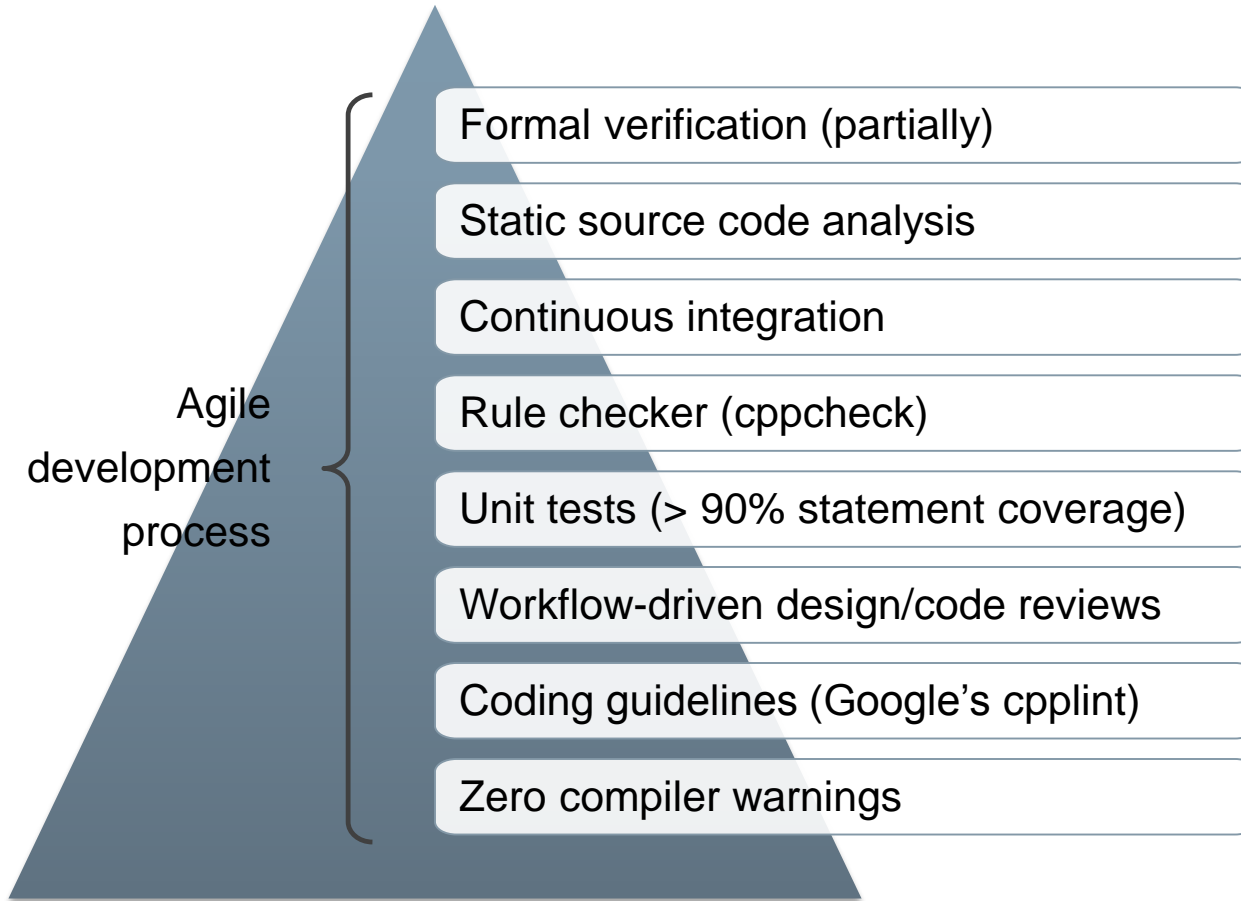 Formal verification (partially)
Static source code analysis
Continuous integration
Rule checker (cppcheck)
Unit tests (> 90% statement coverage)
Workflow-driven design/code reviews
Coding guidelines (Google’s cpplint)
Zero compiler warnings
Agile
development
process